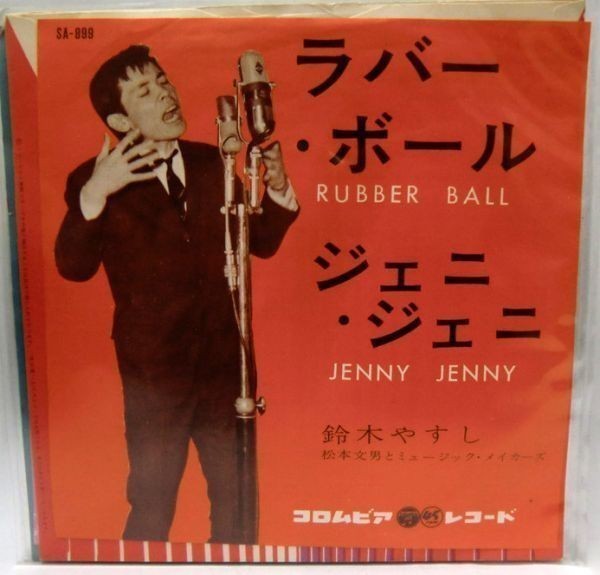 SA-899
ラバー
・ボール
RUBBER BALL
ジェニ
・ジェニ
JENNY JENNY
鈴木やすし
松本文男とミュージック・メイカーズ
コロムビア 45 レコード